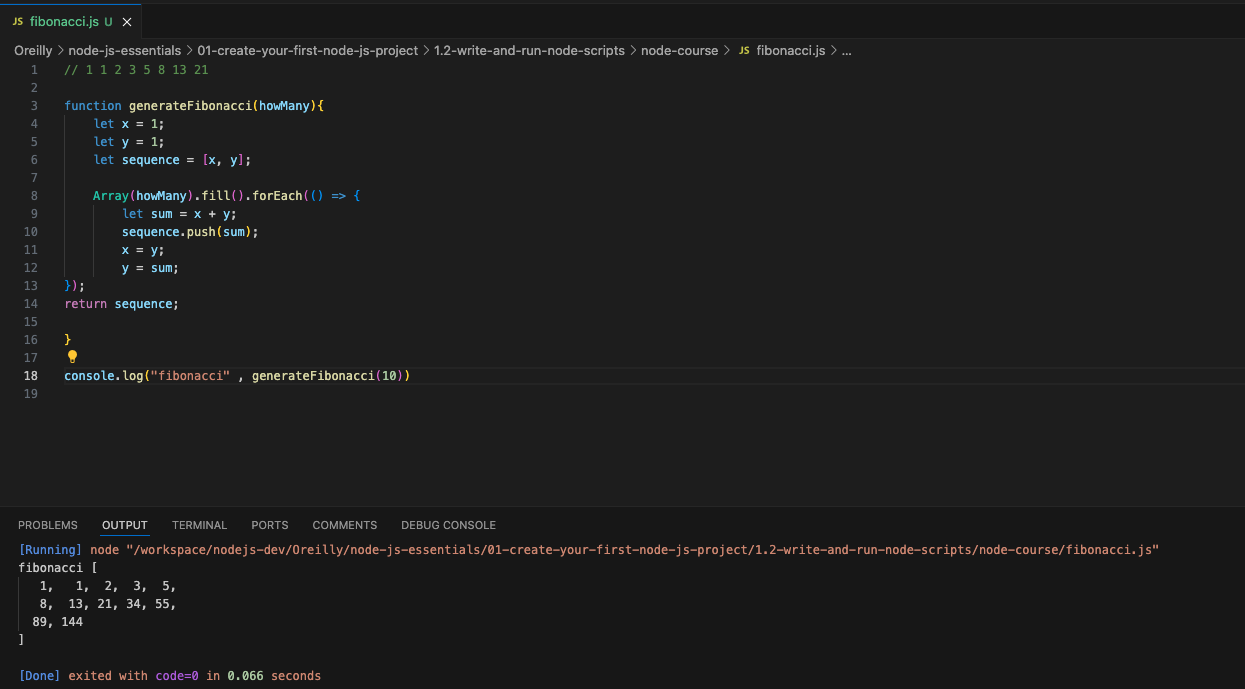 JS fibonacci.js U ×
Oreilly > node-js-essentials > 01-create-your-first-node-js-project > 1.2-write-and-run-node-scripts > node-course > JS fibonacci.js > ...
1 // 1 1 2 3 5 8 13 21
2
3 function generateFibonacci(howMany){
4     let x = 1;
5     let y = 1;
6     let sequence = [x, y];
7
8     Array(howMany).fill().forEach(() => {
9         let sum = x + y;
10         sequence.push(sum);
11         x = y;
12         y = sum;
13 });
14 return sequence;
15
16 }
17
18 console.log("fibonacci" , generateFibonacci(10))
19
PROBLEMS OUTPUT TERMINAL PORTS COMMENTS DEBUG CONSOLE
[Running] node "/workspace/nodejs-dev/Oreilly/node-js-essentials/01-create-your-first-node-js-project/1.2-write-and-run-node-scripts/node-course/fibonacci.js"
fibonacci [
   1,   1,  2,  3,  5,
   8,  13, 21, 34, 55,
  89, 144
]
[Done] exited with code=0 in 0.066 seconds